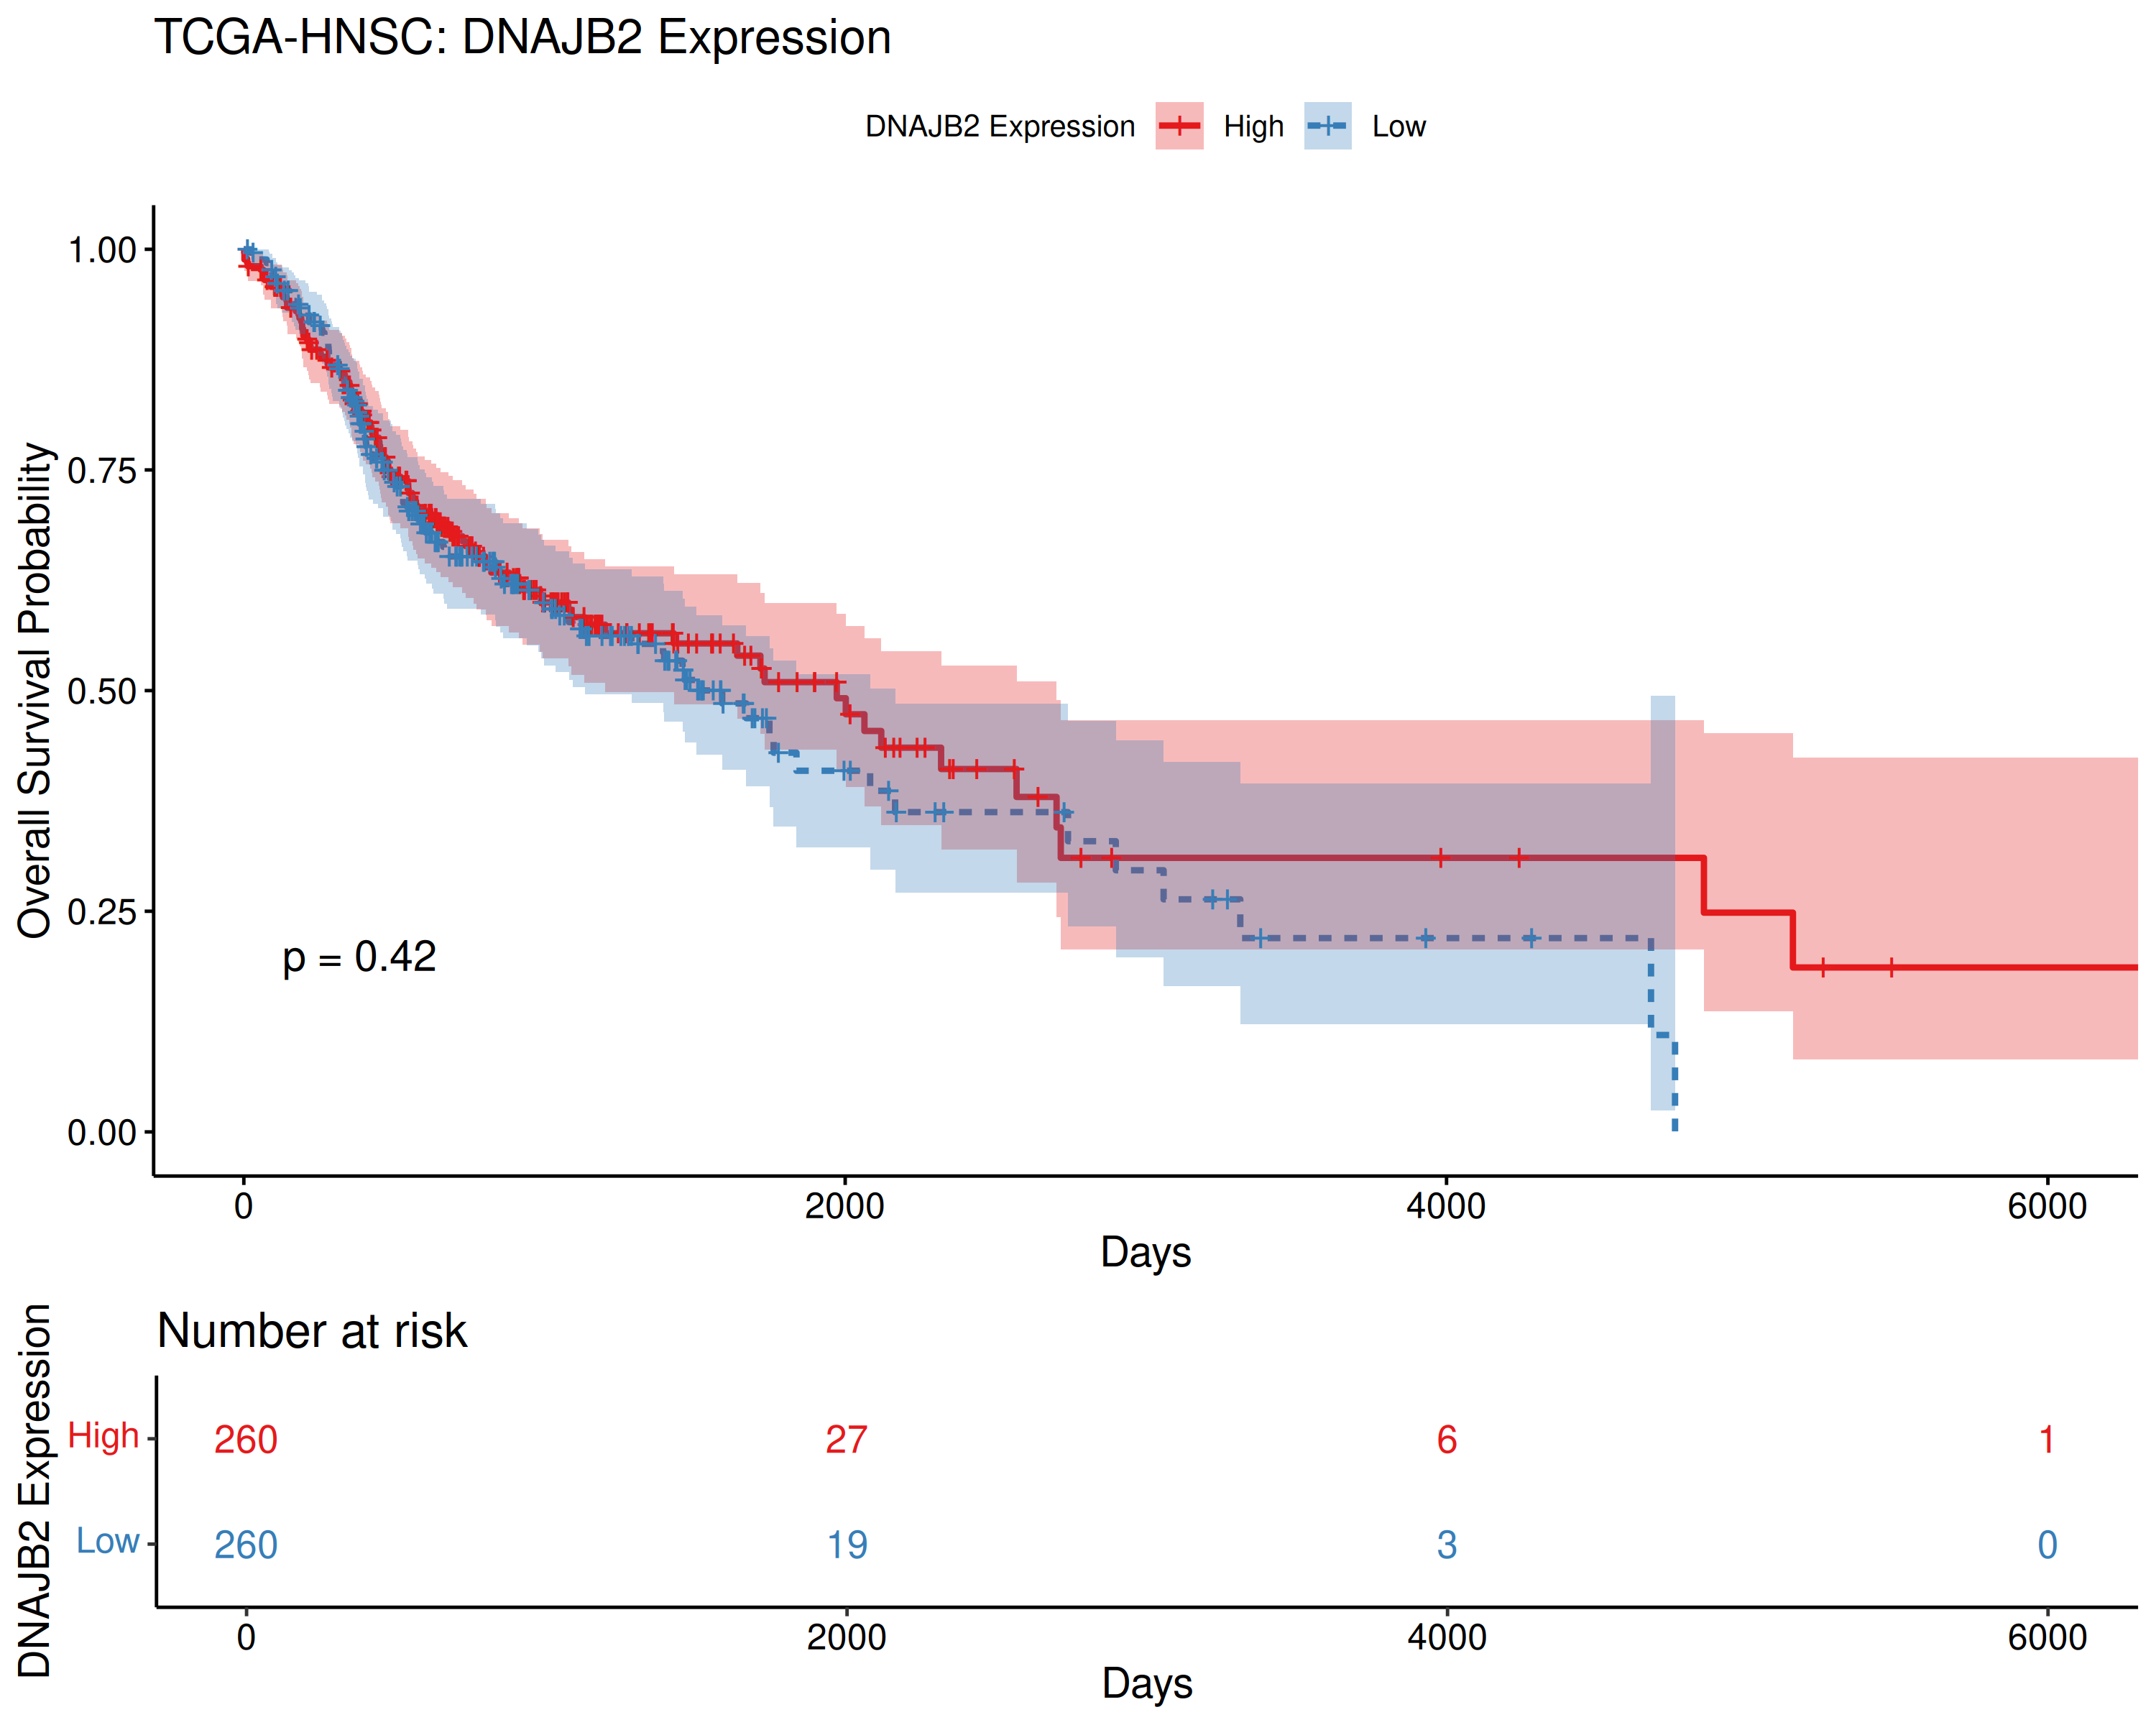 TCGA-HNSC: DNAJB2 Expression
DNAJB2 Expression High Low
Overall Survival Probability
1.00
0.75
0.50
0.25
0.00
p = 0.42
0 2000 4000 6000
Days
Number at risk
DNAJB2 Expression
High 260 27 6 1
Low 260 19 3 0
0 2000 4000 6000
Days